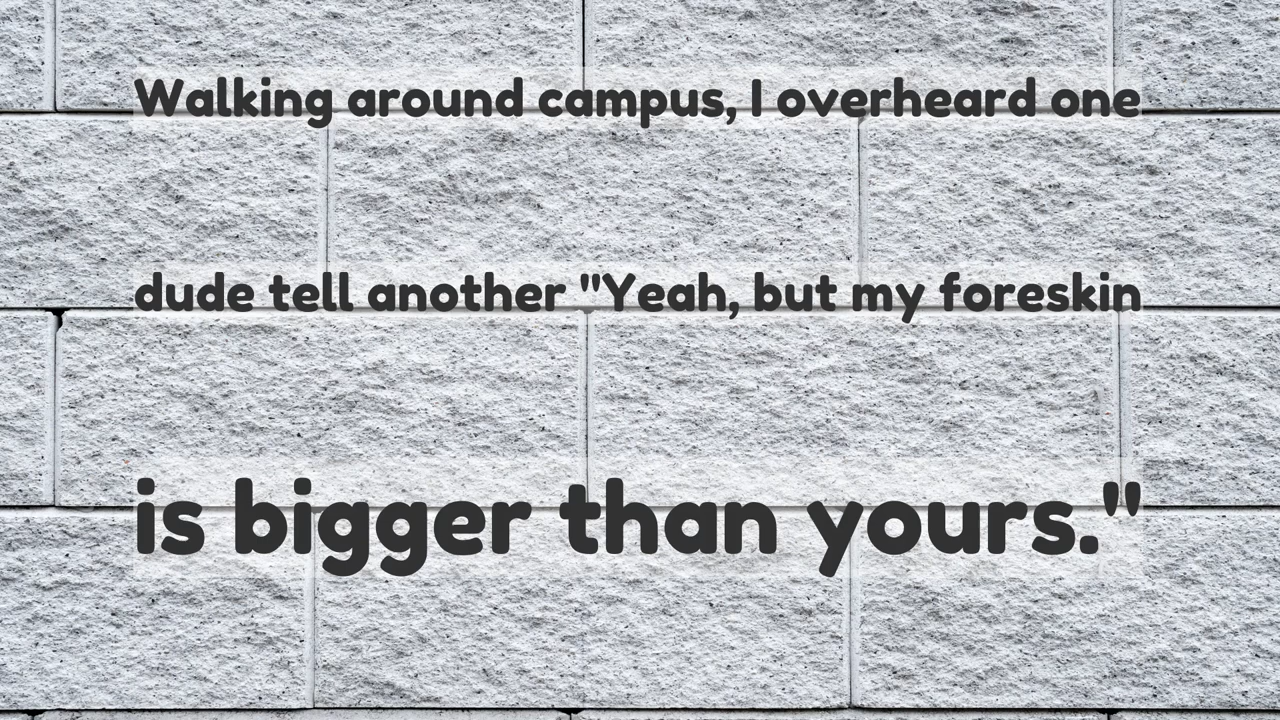 Walking around campus, I overheard one
dude tell another "Yeah, but my foreskin
is bigger than yours."